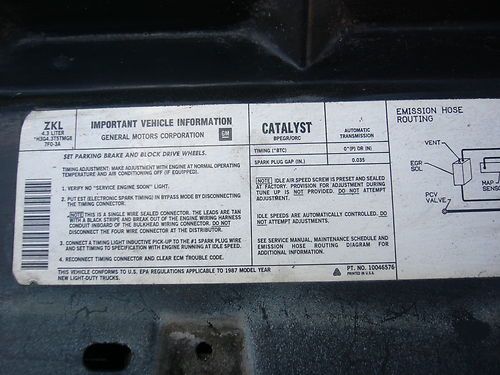 ZKL
4.3 LITER
*H3G4.3T5TMG8
7F0-3A
IMPORTANT VEHICLE INFORMATION
GENERAL MOTORS CORPORATION
GM
SET PARKING BRAKE AND BLOCK DRIVE WHEELS.
TIMING ADJUSTMENT: MAKE ADJUSTMENT WITH ENGINE AT NORMAL OPERATING
TEMPERATURE AND AIR CONDITIONING OFF (IF EQUIPPED).
1. VERIFY NO "SERVICE ENGINE SOON" LIGHT.
2. PUT EST (ELECTRONIC SPARK TIMING) IN BYPASS MODE BY DISCONNECTING
THE TIMING CONNECTOR.
NOTE THIS IS A SINGLE WIRE SEALED CONNECTOR. THE LEADS ARE TAN
WITH A BLACK STRIPE AND BREAK OUT OF THE ENGINE WIRING HARNESS
CONDUIT INBOARD OF THE BULKHEAD WIRING CONNECTOR. DO NOT
DISCONNECT THE FOUR WIRE CONNECTOR AT THE DISTRIBUTOR.
3. CONNECT A TIMING LIGHT INDUCTIVE PICK-UP TO THE #1 SPARK PLUG WIRE
AND SET TIMING TO SPECIFICATION WITH ENGINE RUNNING AT IDLE SPEED.
4. RECONNECT TIMING CONNECTOR AND CLEAR ECM TROUBLE CODE.
THIS VEHICLE CONFORMS TO U.S. EPA REGULATIONS APPLICABLE TO 1987 MODEL YEAR
NEW LIGHT-DUTY TRUCKS.
CATALYST
BPEGR/ORC
AUTOMATIC
TRANSMISSION
TIMING (°BTC)
0°(P) OR (N)
SPARK PLUG GAP (IN.)
0.035
NOTE IDLE AIR SPEED SCREW IS PRESET AND SEALED
AT FACTORY. PROVISION FOR ADJUSTMENT DURING
TUNE UP IS NOT PROVIDED. DO NOT ATTEMPT
ADJUSTMENT.
IDLE SPEEDS ARE AUTOMATICALLY CONTROLLED. DO
NOT ATTEMPT ADJUSTMENTS.
SEE SERVICE MANUAL, MAINTENANCE SCHEDULE AND
EMISSION HOSE ROUTING DIAGRAM FOR
ADDITIONAL INFORMATION.
PT. NO. 10046576
PRINTED IN U.S.A.
EMISSION HOSE
ROUTING
VENT
EGR
SOL
MAP
SENSO
PCV
VALVE